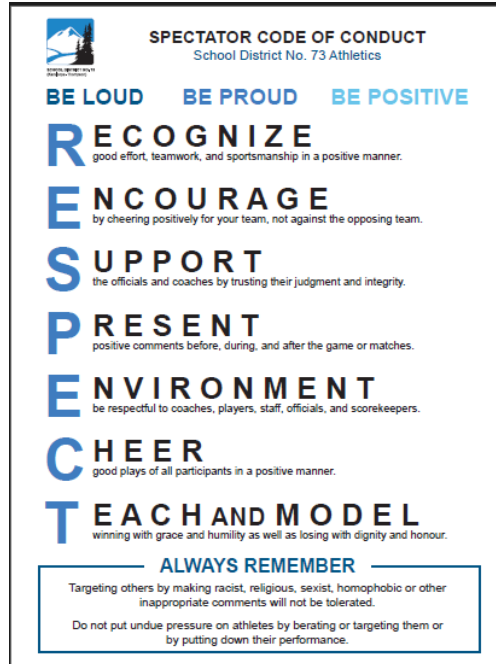 SPECTATOR CODE OF CONDUCT
School District No. 73 Athletics
BE LOUD BE PROUD BE POSITIVE
RECOGNIZE
good effort, teamwork, and sportsmanship in a positive manner.
ENCOURAGE
by cheering positively for your team, not against the opposing team.
SUPPORT
the officials and coaches by trusting their judgment and integrity.
PRESENT
positive comments before, during, and after the game or matches.
ENVIRONMENT
be respectful to coaches, players, staff, officials, and scorekeepers.
CHEER
good plays of all participants in a positive manner.
TEACH AND MODEL
winning with grace and humility as well as losing with dignity and honour.
ALWAYS REMEMBER
Targeting others by making racist, religious, sexist, homophobic or other
inappropriate comments will not be tolerated.
Do not put undue pressure on athletes by berating or targeting them or
by putting down their performance.